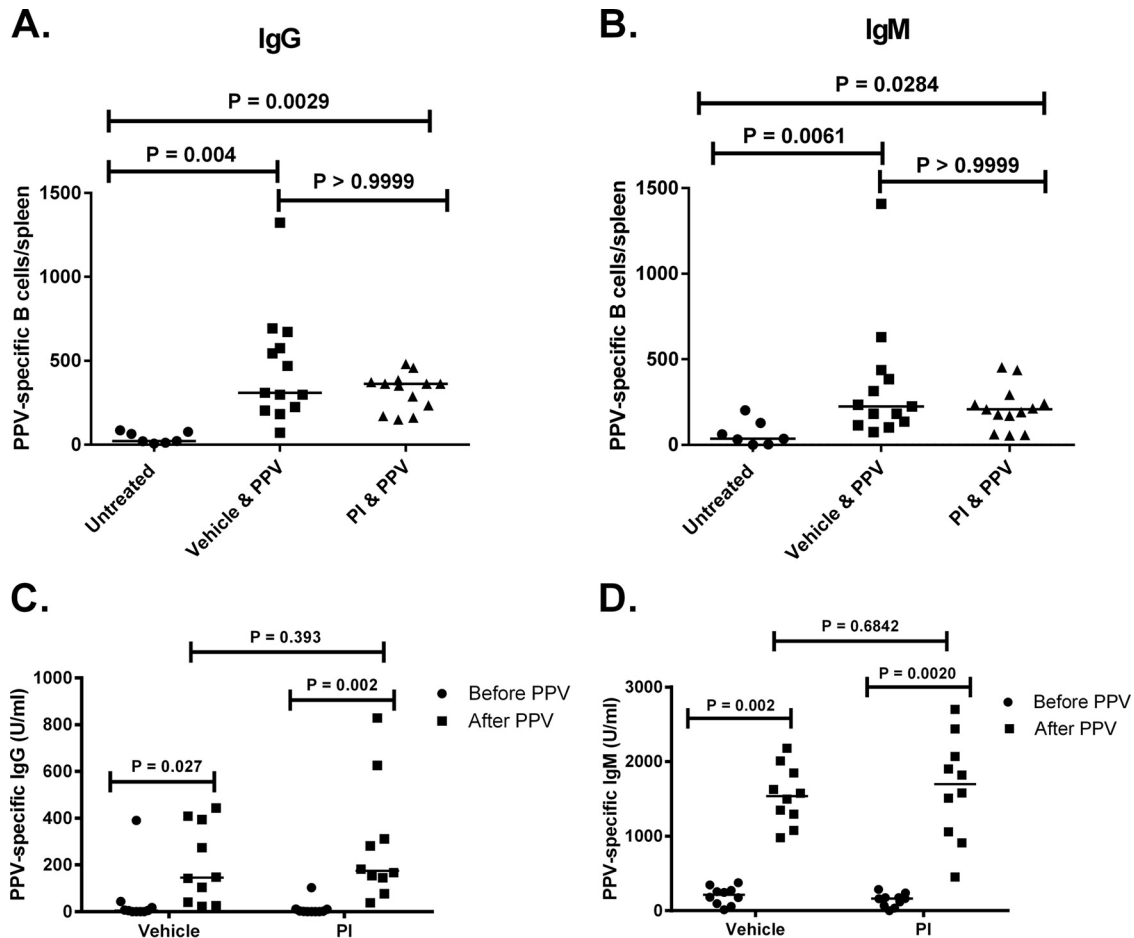 A.
IgG
P = 0.0029
P = 0.004
P > 0.9999
PPV-specific B cells/spleen
1500
1000
500
0
Untreated
Vehicle & PPV
PI & PPV
B.
IgM
P = 0.0284
P = 0.0061
P > 0.9999
PPV-specific B cells/spleen
1500
1000
500
0
Untreated
Vehicle & PPV
PI & PPV
C.
P = 0.393
P = 0.002
P = 0.027
PPV-specific IgG (U/ml)
1000
800
600
400
200
0
Vehicle
PI
Before PPV
After PPV
D.
P = 0.6842
P = 0.0020
P = 0.002
PPV-specific IgM (U/ml)
3000
2000
1000
0
Vehicle
PI
Before PPV
After PPV